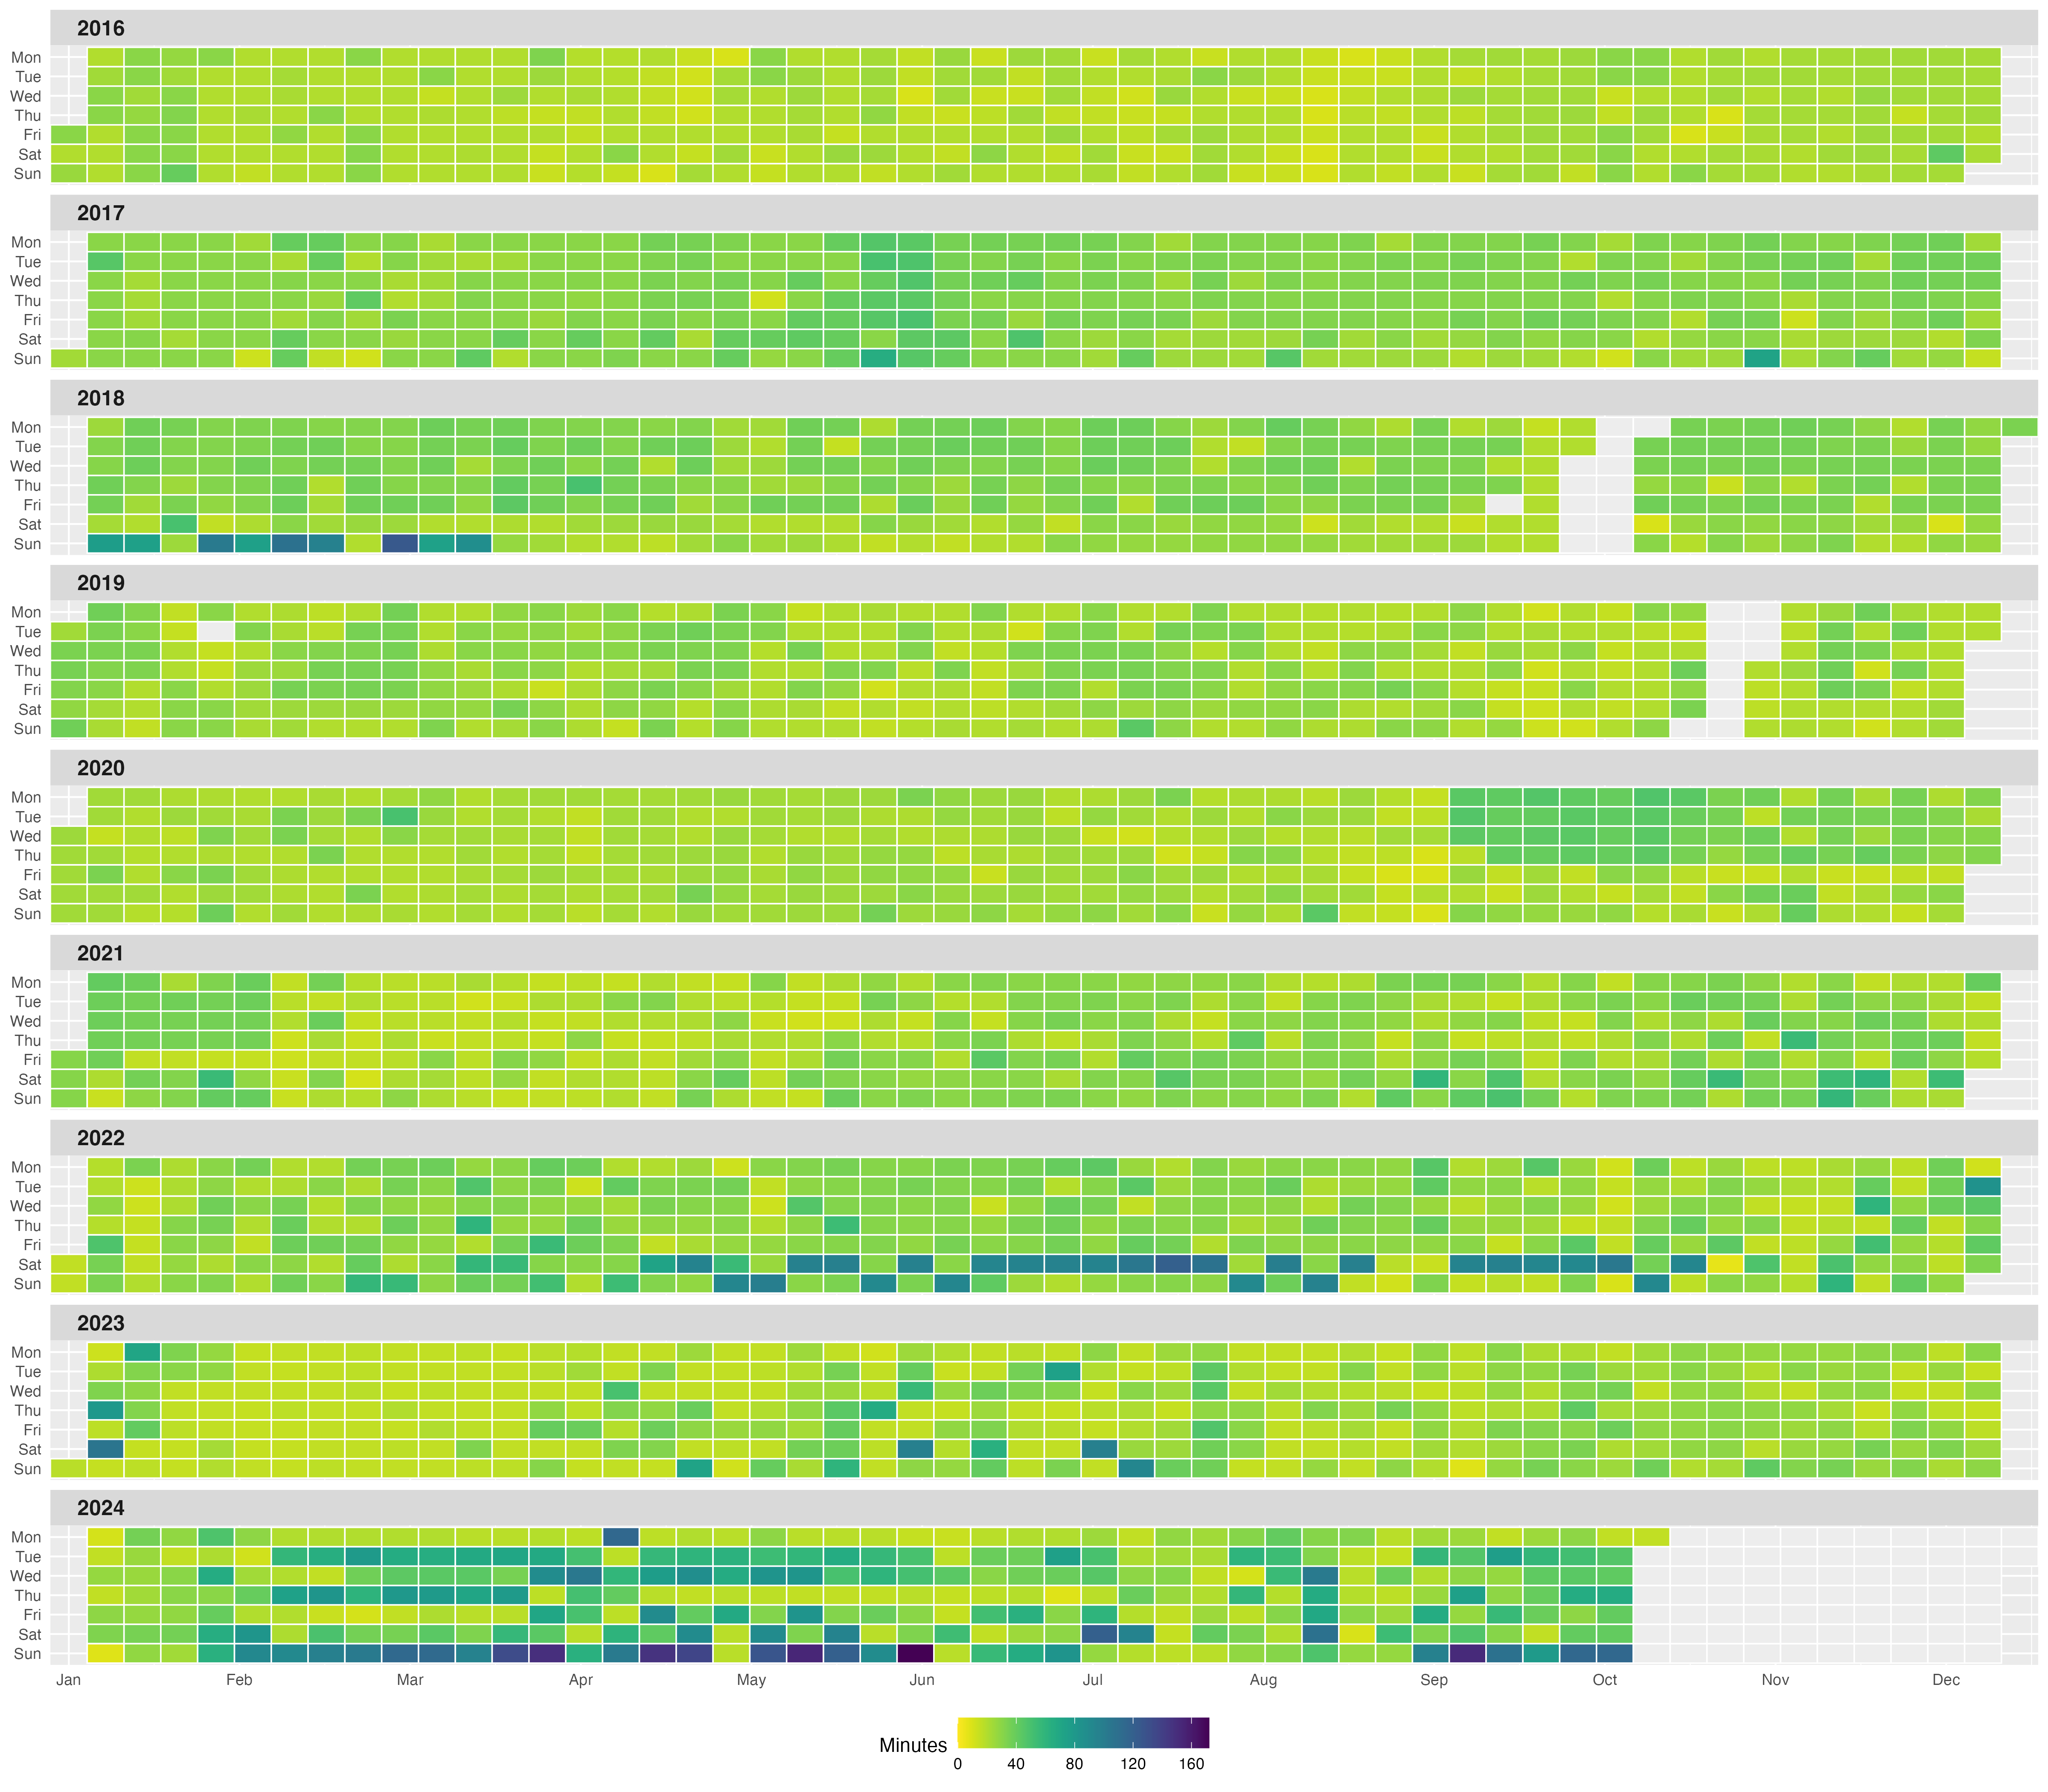 2016
Mon
Tue
Wed
Thu
Fri
Sat
Sun
2017
Mon
Tue
Wed
Thu
Fri
Sat
Sun
2018
Mon
Tue
Wed
Thu
Fri
Sat
Sun
2019
Mon
Tue
Wed
Thu
Fri
Sat
Sun
2020
Mon
Tue
Wed
Thu
Fri
Sat
Sun
2021
Mon
Tue
Wed
Thu
Fri
Sat
Sun
2022
Mon
Tue
Wed
Thu
Fri
Sat
Sun
2023
Mon
Tue
Wed
Thu
Fri
Sat
Sun
2024
Mon
Tue
Wed
Thu
Fri
Sat
Sun
Jan Feb Mar Apr May Jun Jul Aug Sep Oct Nov Dec
Minutes
0 40 80 120 160